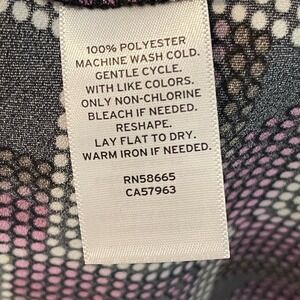 100% POLYESTER
MACHINE WASH COLD.
GENTLE CYCLE.
WITH LIKE COLORS.
ONLY NON-CHLORINE
BLEACH IF NEEDED.
RESHAPE.
LAY FLAT TO DRY.
WARM IRON IF NEEDED.
RN58665
CA57963